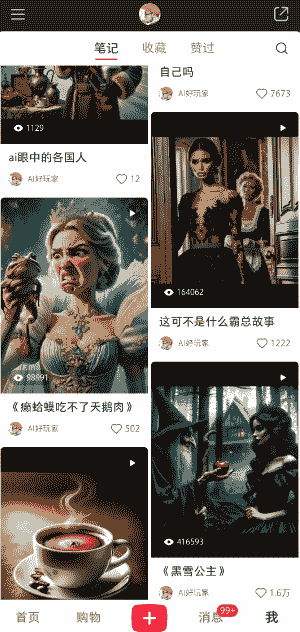 笔记 收藏 赞过
1129
ai眼中的各国人
AI好玩家 12
98991
《癞蛤蟆吃不了天鹅肉》
AI好玩家 502
自己吗
AI好玩家 7673
164062
这可不是什么霸总故事
AI好玩家 1222
416593
《黑雪公主》
AI好玩家 1.6万
首页 购物 消息 99+ 我